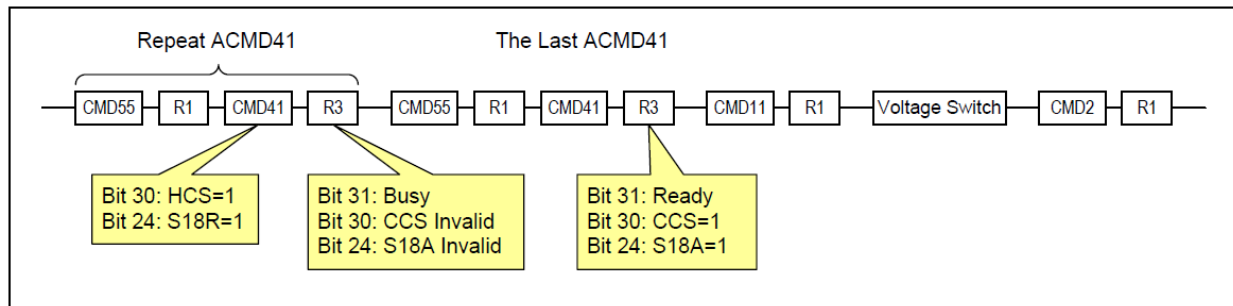 Repeat ACMD41
The Last ACMD41
CMD55 R1 CMD41 R3 CMD55 R1 CMD41 R3 CMD11 R1 Voltage Switch CMD2 R1
Bit 30: HCS=1
Bit 24: S18R=1
Bit 31: Busy
Bit 30: CCS Invalid
Bit 24: S18A Invalid
Bit 31: Ready
Bit 30: CCS=1
Bit 24: S18A=1